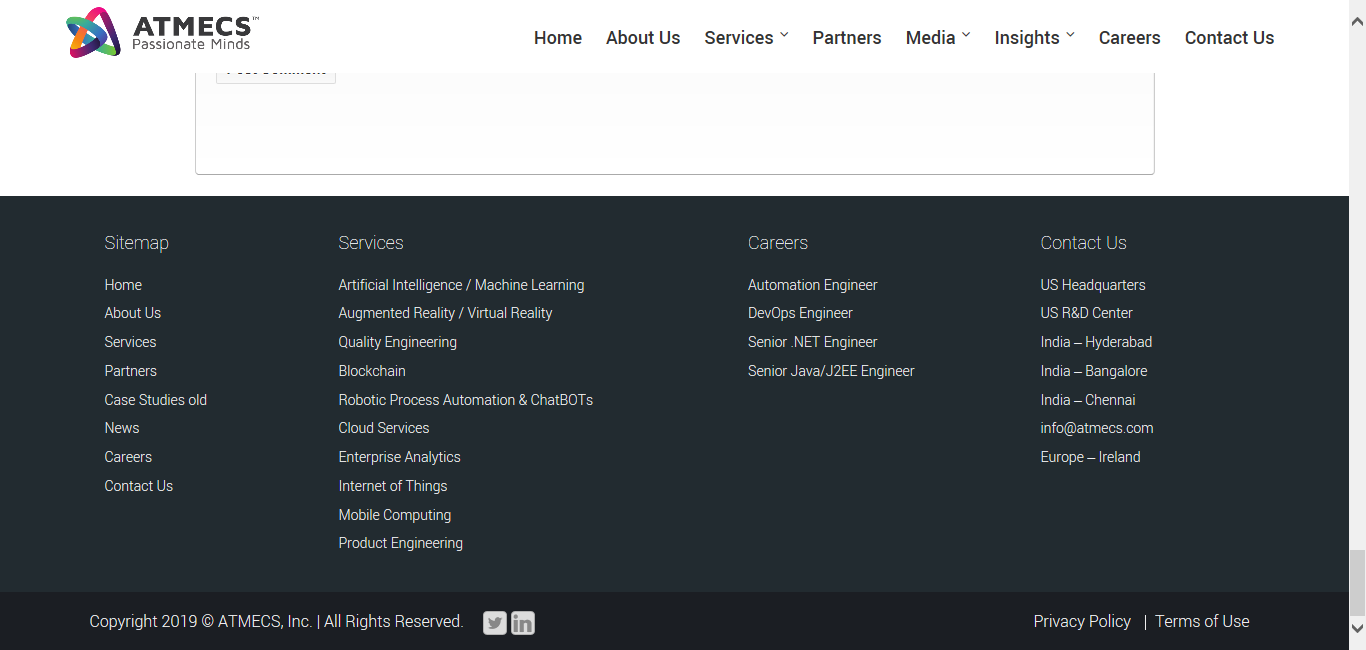 ATMECS™
Passionate Minds
Home About Us Services Partners Media Insights Careers Contact Us
Post Comment
Sitemap
Home
About Us
Services
Partners
Case Studies old
News
Careers
Contact Us
Services
Artificial Intelligence / Machine Learning
Augmented Reality / Virtual Reality
Quality Engineering
Blockchain
Robotic Process Automation & ChatBOTs
Cloud Services
Enterprise Analytics
Internet of Things
Mobile Computing
Product Engineering
Careers
Automation Engineer
DevOps Engineer
Senior .NET Engineer
Senior Java/J2EE Engineer
Contact Us
US Headquarters
US R&D Center
India – Hyderabad
India – Bangalore
India – Chennai
info@atmecs.com
Europe – Ireland
Copyright 2019 © ATMECS, Inc. | All Rights Reserved. in
Privacy Policy | Terms of Use